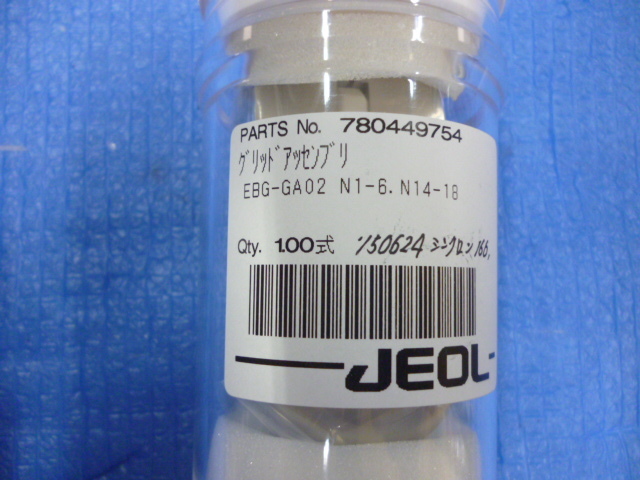 PARTS No. 780449754
ｸﾞﾘｯﾄﾞｱｯｾﾝﾌﾞﾘ
EBG-GA02 N1-6. N14-18
Qty. 1.00式 150624 シンクロン 166
JEOL